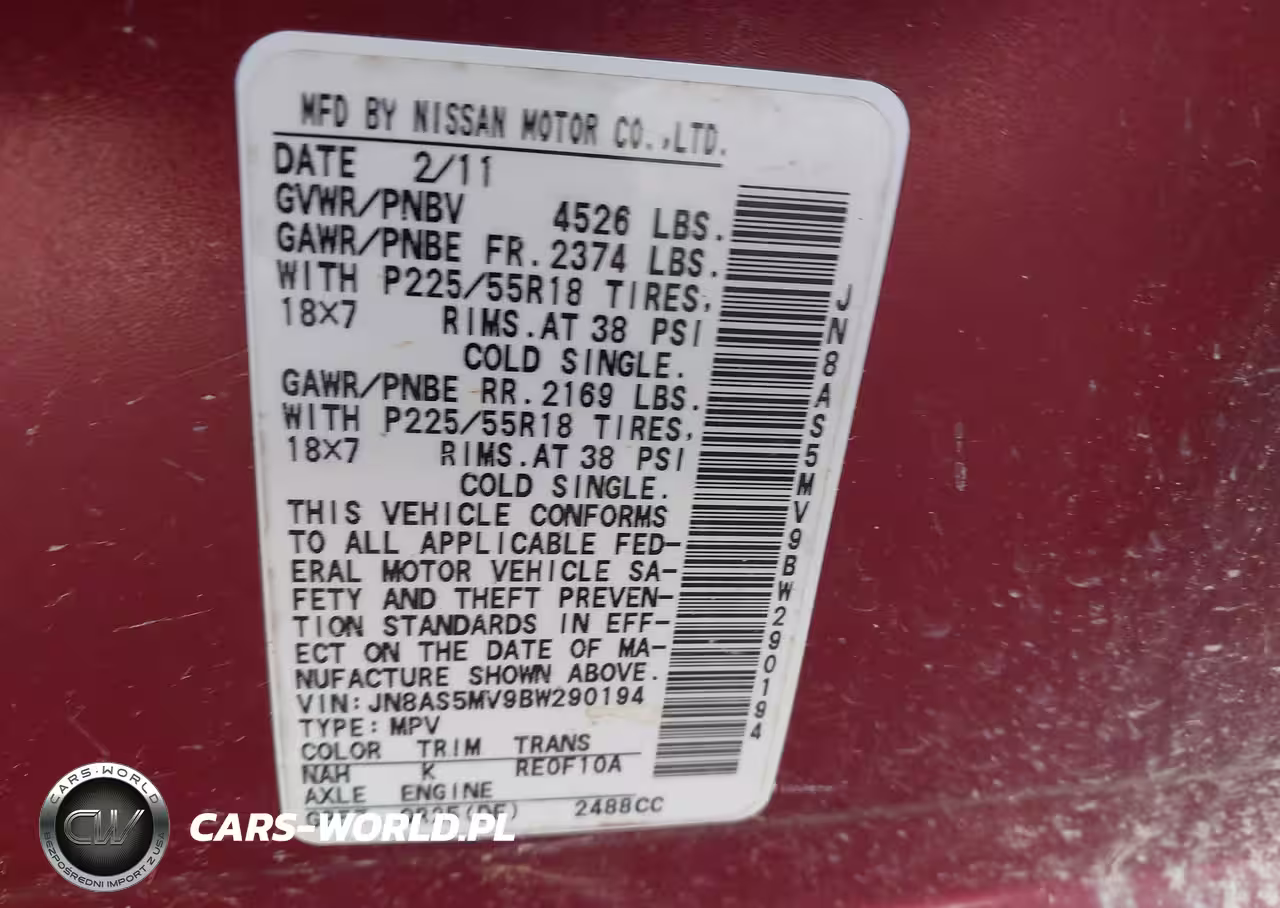 MFD BY NISSAN MOTOR CO.,LTD.
DATE 2/11
GVWR/PNBV 4526 LBS.
GAWR/PNBE FR. 2374 LBS.
WITH P225/55R18 TIRES,
18×7 RIMS.AT 38 PSI
COLD SINGLE.
GAWR/PNBE RR. 2169 LBS.
WITH P225/55R18 TIRES,
18×7 RIMS.AT 38 PSI
COLD SINGLE.
THIS VEHICLE CONFORMS
TO ALL APPLICABLE FED-
ERAL MOTOR VEHICLE SA-
FETY AND THEFT PREVEN-
TION STANDARDS IN EFF-
ECT ON THE DATE OF MA-
NUFACTURE SHOWN ABOVE.
VIN:JN8AS5MV9BW290194
TYPE:MPV
COLOR TRIM TRANS
NAH K RE0F10A
AXLE ENGINE
2488CC
JN8AS5MV9BW290194
CARS-WORLD
CW
BEZPOŚREDNI IMPORT Z USA
CARS-WORLD.PL